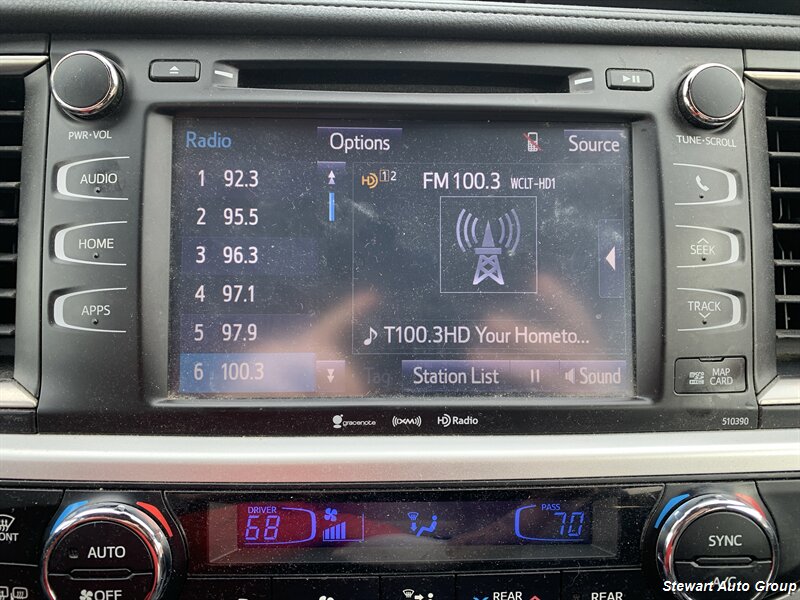 PWR•VOL
TUNE•SCROLL
AUDIO
HOME
APPS
SEEK
TRACK
MAP CARD
Radio
Options
Source
1 92.3
2 95.5
3 96.3
4 97.1
5 97.9
6 100.3
HD 1 2
FM 100.3 WCLT-HD1
T100.3HD Your Hometo...
Tag
Station List
Sound
gracenote
((XM))
HD Radio
510390
DRIVER
68
PASS
70
AUTO
OFF
SYNC
A/C
REAR
REAR
Stewart Auto Group